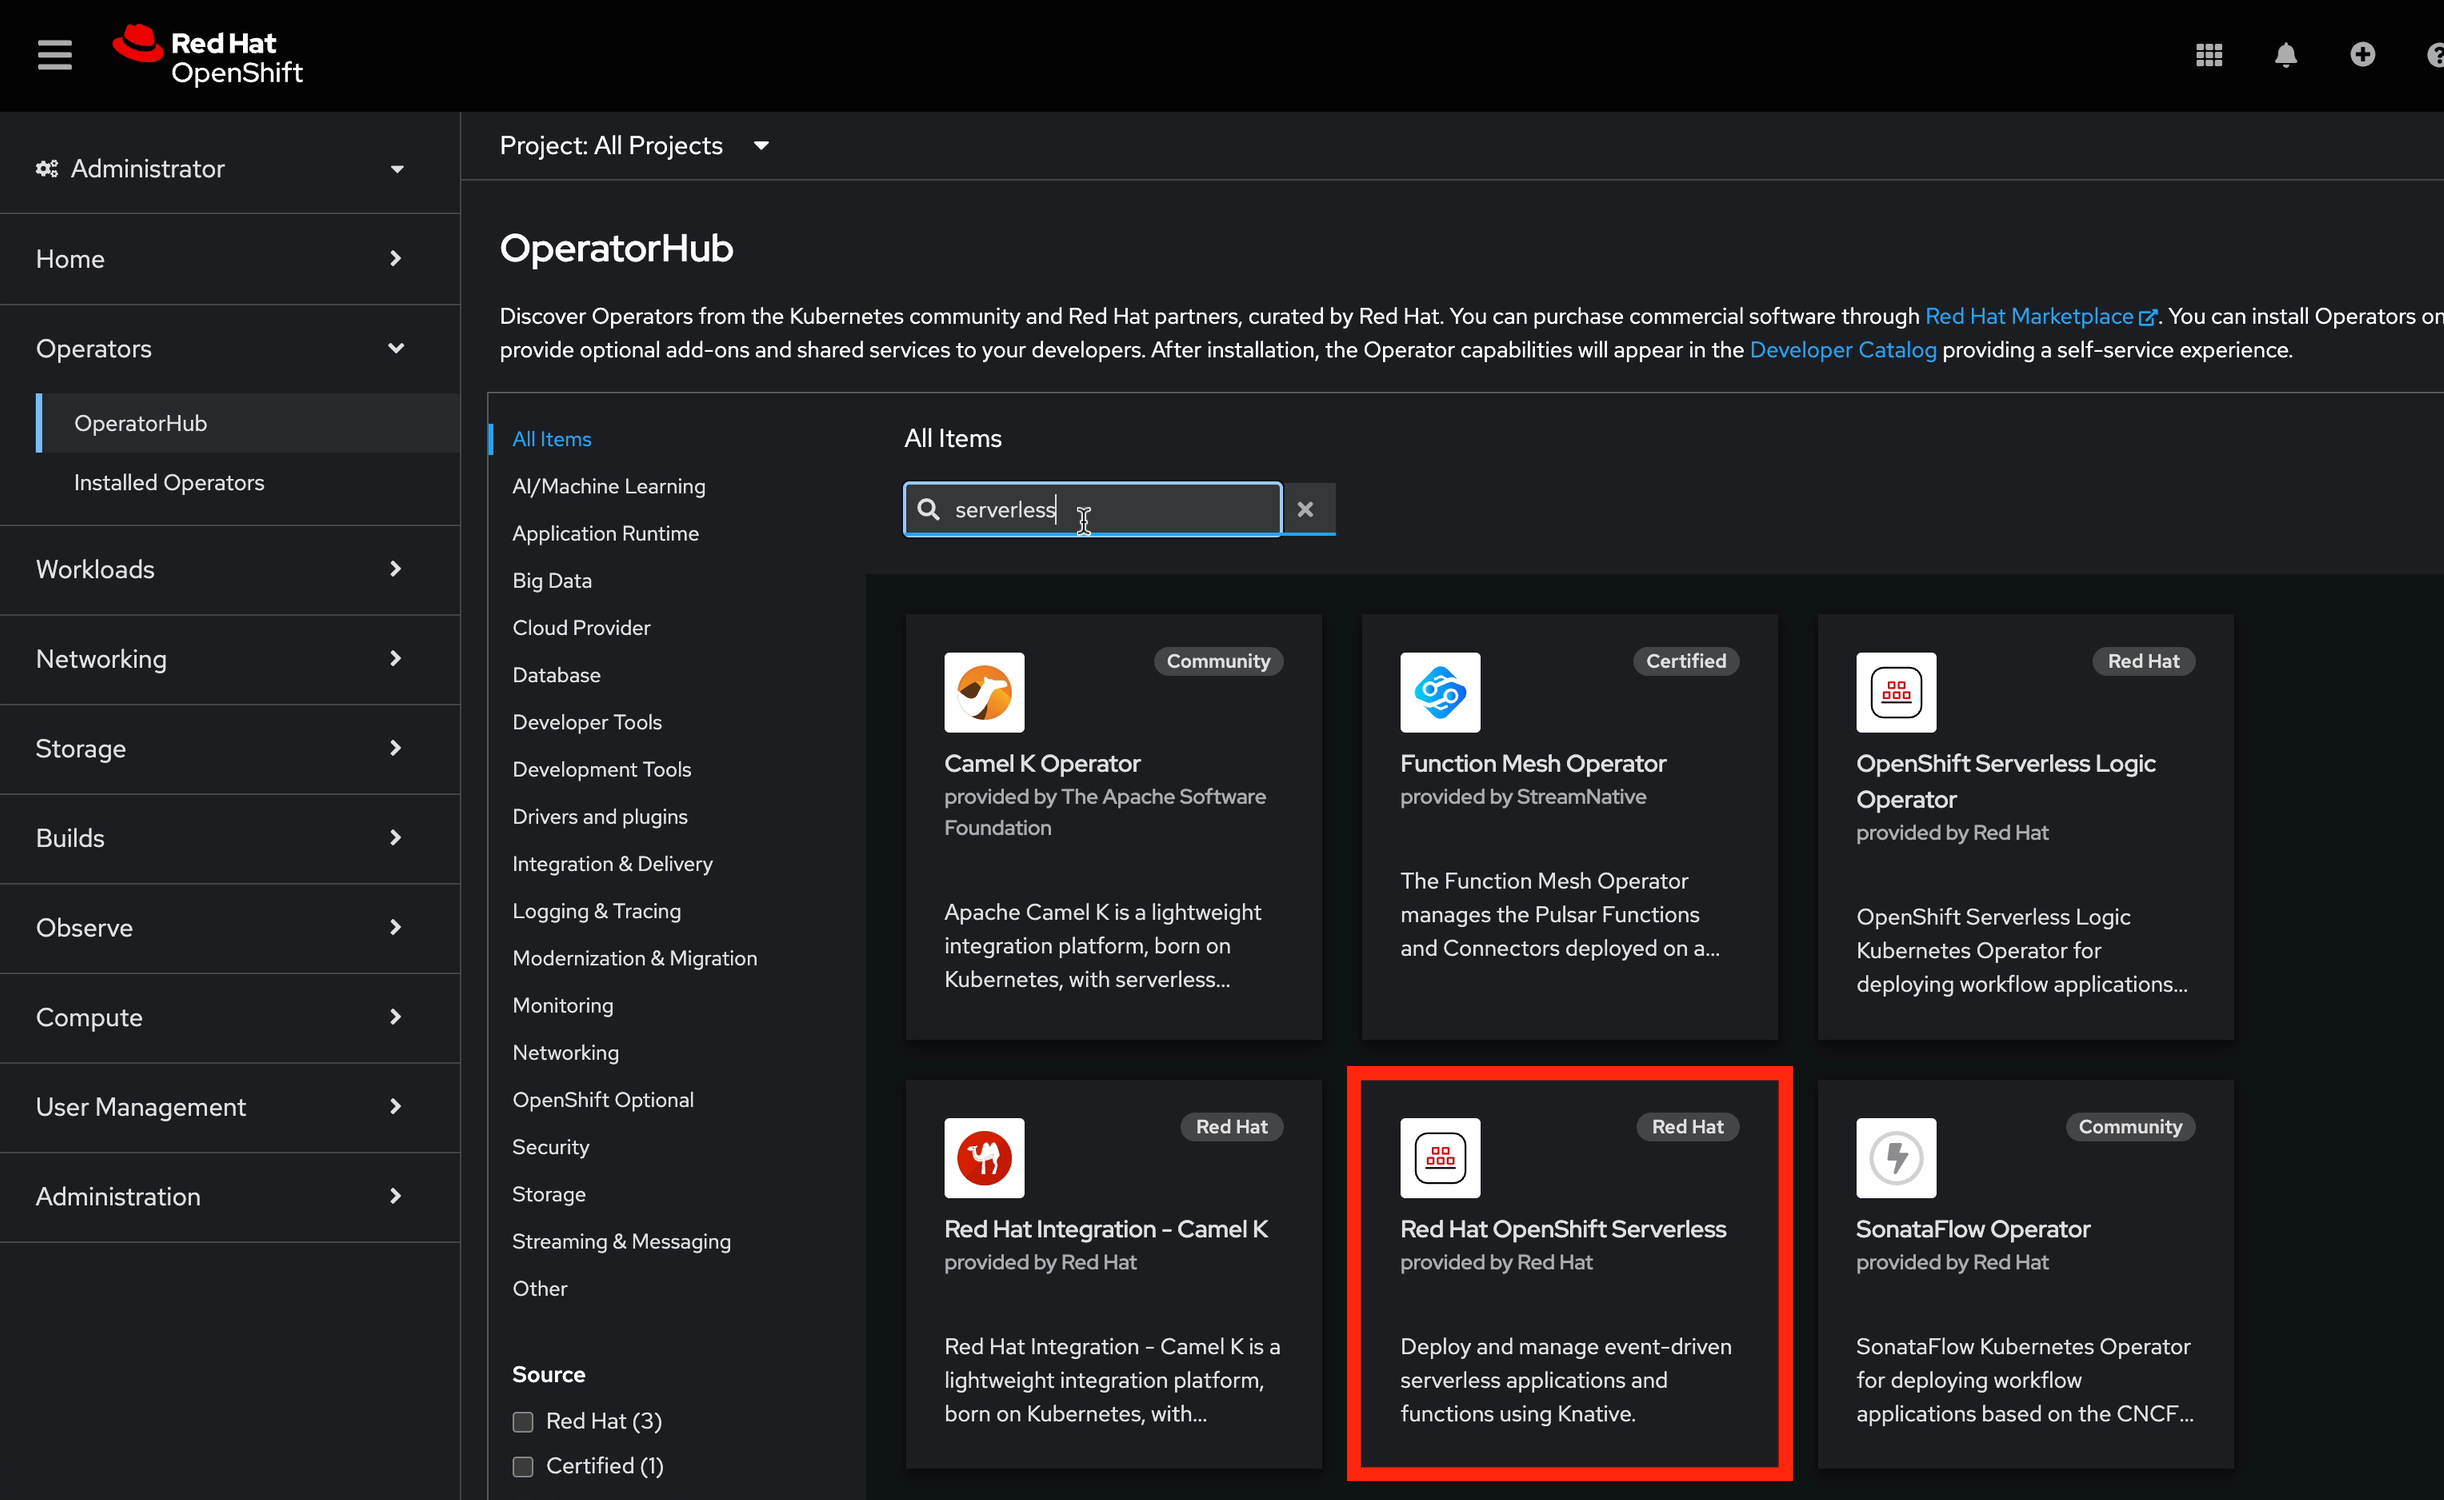 Red Hat
OpenShift
Administrator
Home
Operators
OperatorHub
Installed Operators
Workloads
Networking
Storage
Builds
Observe
Compute
User Management
Administration
Project: All Projects
OperatorHub
Discover Operators from the Kubernetes community and Red Hat partners, curated by Red Hat. You can purchase commercial software through Red Hat Marketplace. You can install Operators on
provide optional add-ons and shared services to your developers. After installation, the Operator capabilities will appear in the Developer Catalog providing a self-service experience.
All Items
AI/Machine Learning
Application Runtime
Big Data
Cloud Provider
Database
Developer Tools
Development Tools
Drivers and plugins
Integration & Delivery
Logging & Tracing
Modernization & Migration
Monitoring
Networking
OpenShift Optional
Security
Storage
Streaming & Messaging
Other
Source
Red Hat (3)
Certified (1)
All Items
serverless
Community
Camel K Operator
provided by The Apache Software
Foundation
Apache Camel K is a lightweight
integration platform, born on
Kubernetes, with serverless...
Certified
Function Mesh Operator
provided by StreamNative
The Function Mesh Operator
manages the Pulsar Functions
and Connectors deployed on a...
Red Hat
OpenShift Serverless Logic
Operator
provided by Red Hat
OpenShift Serverless Logic
Kubernetes Operator for
deploying workflow applications...
Red Hat
Red Hat Integration - Camel K
provided by Red Hat
Red Hat Integration - Camel K is a
lightweight integration platform,
born on Kubernetes, with...
Red Hat
Red Hat OpenShift Serverless
provided by Red Hat
Deploy and manage event-driven
serverless applications and
functions using Knative.
Community
SonataFlow Operator
provided by Red Hat
SonataFlow Kubernetes Operator
for deploying workflow
applications based on the CNCF...